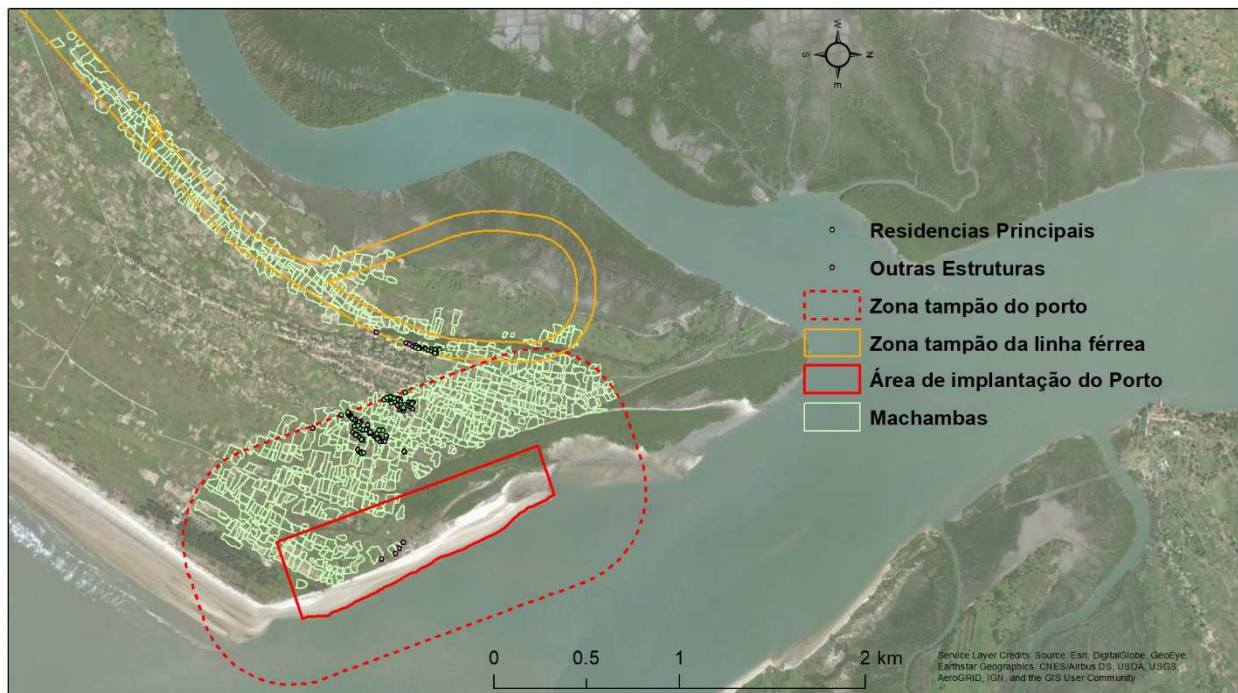 W
S
N
E
Residencias Principais
Outras Estruturas
Zona tampão do porto
Zona tampão da linha férrea
Área de implantação do Porto
Machambas
0 0.5 1 2 km
Service Layer Credits: Source: Esri, DigitalGlobe, GeoEye,
Earthstar Geographics, CNES/Airbus DS, USDA, USGS,
AeroGRID, IGN, and the GIS User Community